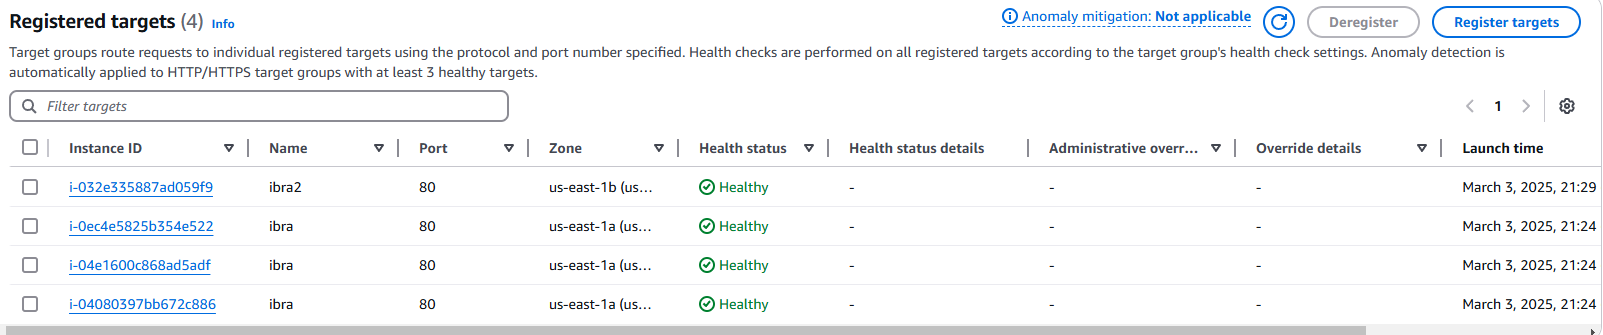 Registered targets (4) Info
Anomaly mitigation: Not applicable
Deregister
Register targets
Target groups route requests to individual registered targets using the protocol and port number specified. Health checks are performed on all registered targets according to the target group's health check settings. Anomaly detection is
automatically applied to HTTP/HTTPS target groups with at least 3 healthy targets.
Filter targets
1
Instance ID Name Port Zone Health status Health status details Administrative overr... Override details Launch time
i-032e335887ad059f9 ibra2 80 us-east-1b (us... Healthy - - - March 3, 2025, 21:29
i-0ec4e5825b354e522 ibra 80 us-east-1a (us... Healthy - - - March 3, 2025, 21:24
i-04e1600c868ad5adf ibra 80 us-east-1a (us... Healthy - - - March 3, 2025, 21:24
i-04080397bb672c886 ibra 80 us-east-1a (us... Healthy - - - March 3, 2025, 21:24